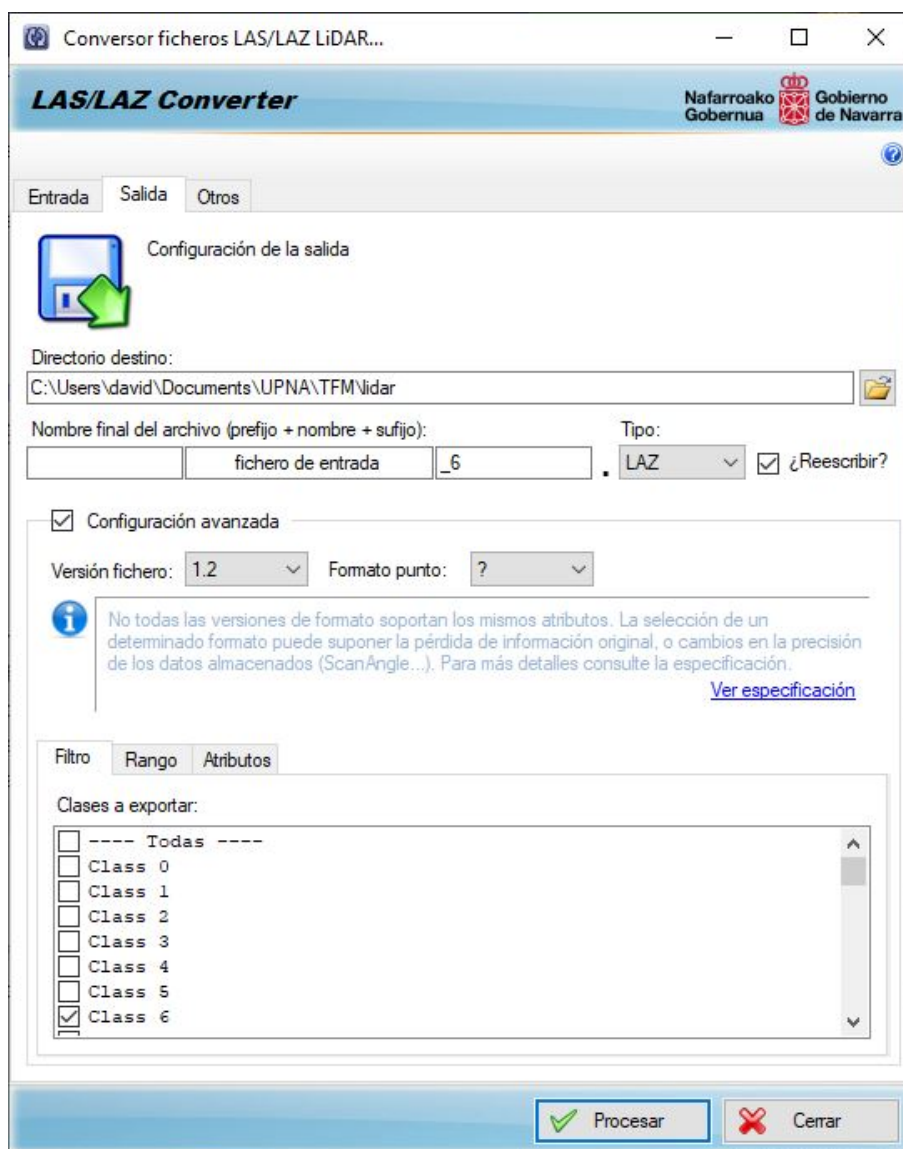 Conversor ficheros LAS/LAZ LiDAR...
LAS/LAZ Converter
Nafarroako Gobernua
Gobierno de Navarra
Entrada Salida Otros
Configuración de la salida
Directorio destino:
C:\Users\david\Documents\UPNA\TFM\lidar
Nombre final del archivo (prefijo + nombre + sufijo): Tipo:
fichero de entrada _6 . LAZ ¿Reescribir?
Configuración avanzada
Versión fichero: 1.2 Formato punto: ?
No todas las versiones de formato soportan los mismos atributos. La selección de un
determinado formato puede suponer la pérdida de información original, o cambios en la precisión
de los datos almacenados (ScanAngle...). Para más detalles consulte la especificación.
Ver especificación
Filtro Rango Atributos
Clases a exportar:
---- Todas ----
Class 0
Class 1
Class 2
Class 3
Class 4
Class 5
Class 6
Procesar Cerrar